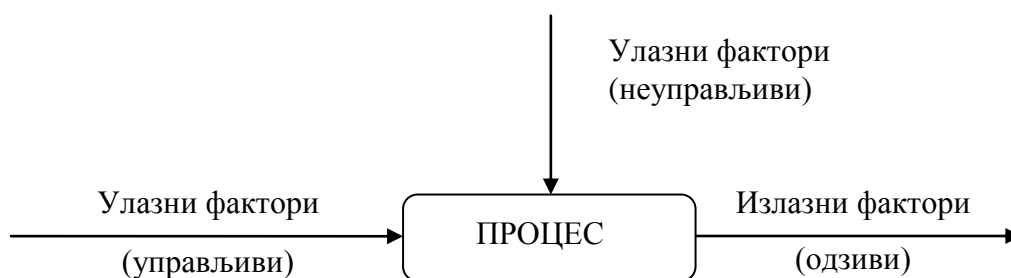 Улазни фактори
(неуправљиви)
Улазни фактори
(управљиви)
ПРОЦЕС
Излазни фактори
(одзиви)